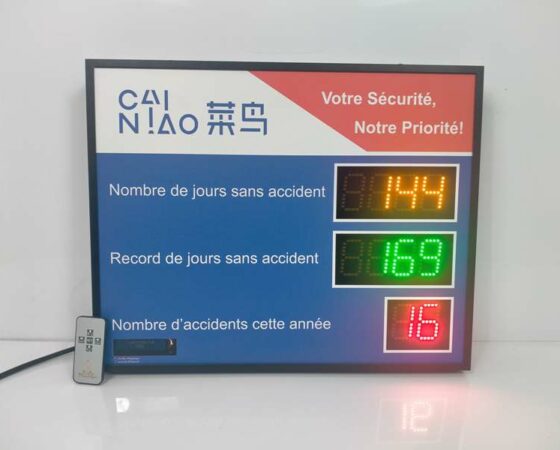 CAI
NIAO 菜鸟
Votre Sécurité,
Notre Priorité!
Nombre de jours sans accident
144
Record de jours sans accident
169
Nombre d'accidents cette année
16